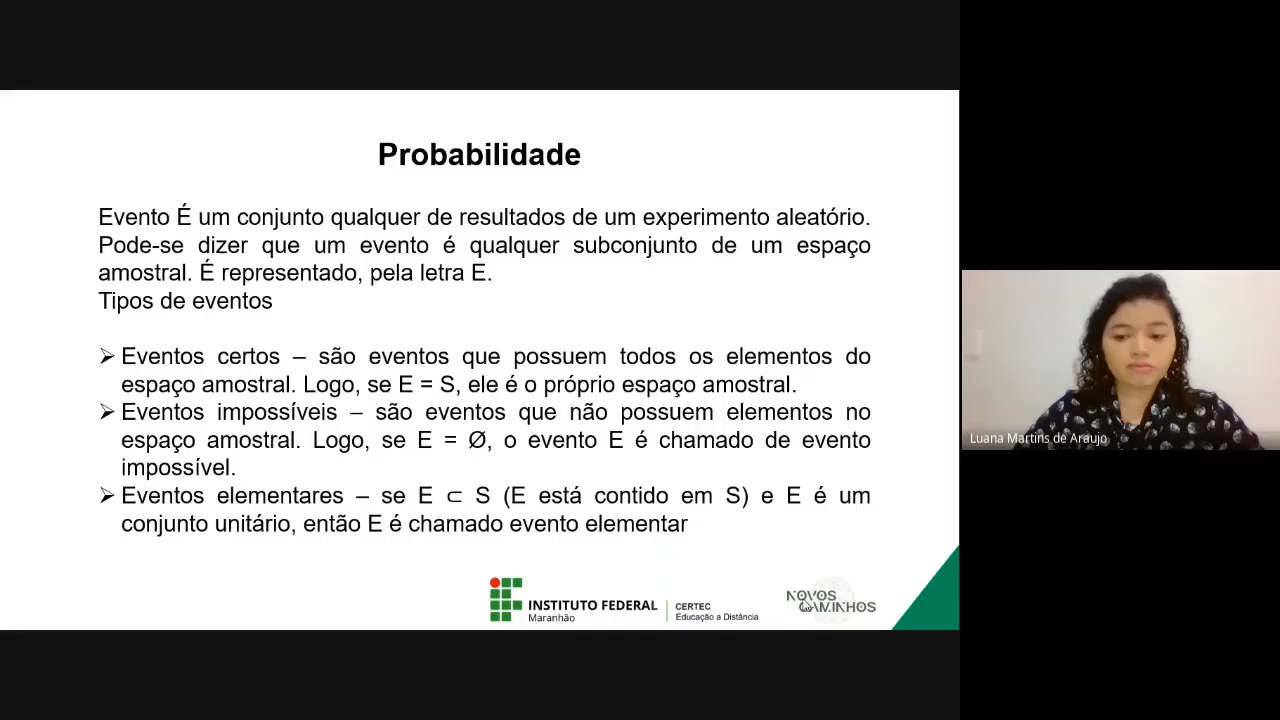 Probabilidade
Evento É um conjunto qualquer de resultados de um experimento aleatório.
Pode-se dizer que um evento é qualquer subconjunto de um espaço
amostral. É representado, pela letra E.
Tipos de eventos
⮚ Eventos certos – são eventos que possuem todos os elementos do
espaço amostral. Logo, se E = S, ele é o próprio espaço amostral.
⮚ Eventos impossíveis – são eventos que não possuem elementos no
espaço amostral. Logo, se E = Ø, o evento E é chamado de evento
impossível.
⮚ Eventos elementares – se E ⊂ S (E está contido em S) e E é um
conjunto unitário, então E é chamado evento elementar
INSTITUTO FEDERAL
Maranhão
CERTEC
Educação a Distância
NOVOS
CAMINHOS
Luana Martins de Araujo